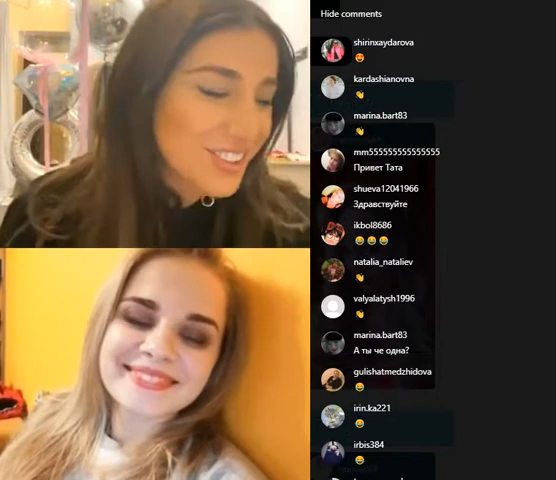 Hide comments
shirinxaydarova
😍
kardashianovna
👏
marina.bart83
👏
mm555555555555555
Привет Тата
shueva12041966
Здравствуйте
ikbol8686
😂😂😂
natalia_nataliev
👏
valyalatysh1996
👏
marina.bart83
А ты че одна?
gulishatmedzhidova
😂
irin.ka221
😂
irbis384
😂